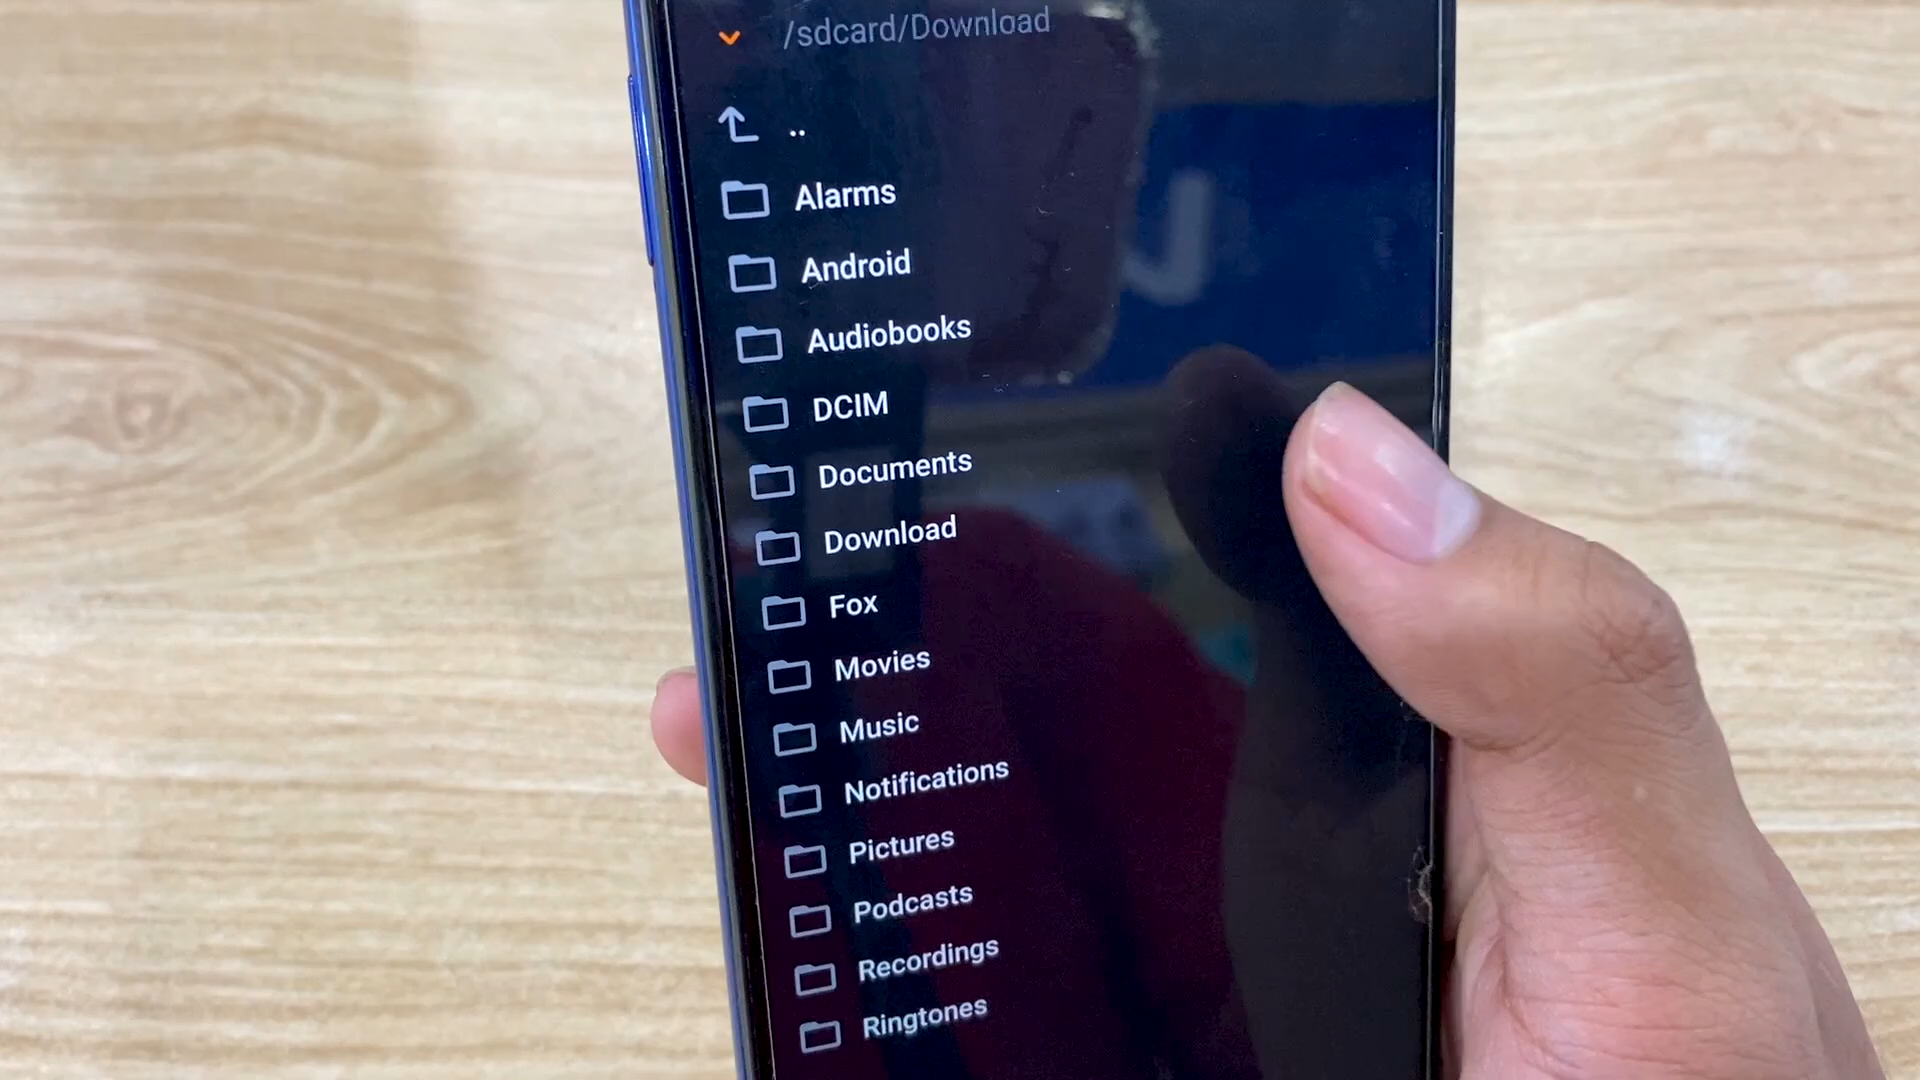 /sdcard/Download
..
Alarms
Android
Audiobooks
DCIM
Documents
Download
Fox
Movies
Music
Notifications
Pictures
Podcasts
Recordings
Ringtones